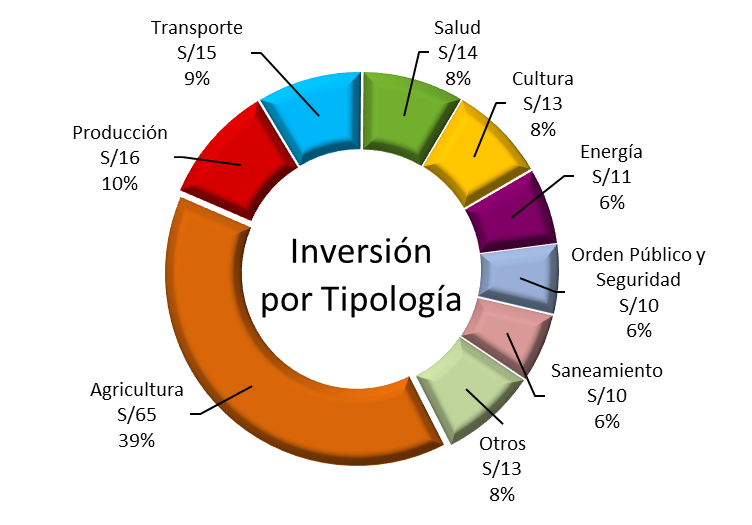 Transporte
S/15
9%
Salud
S/14
8%
Cultura
S/13
8%
Energía
S/11
6%
Orden Público y
Seguridad
S/10
6%
Saneamiento
S/10
6%
Otros
S/13
8%
Agricultura
S/65
39%
Producción
S/16
10%
Inversión
por Tipología